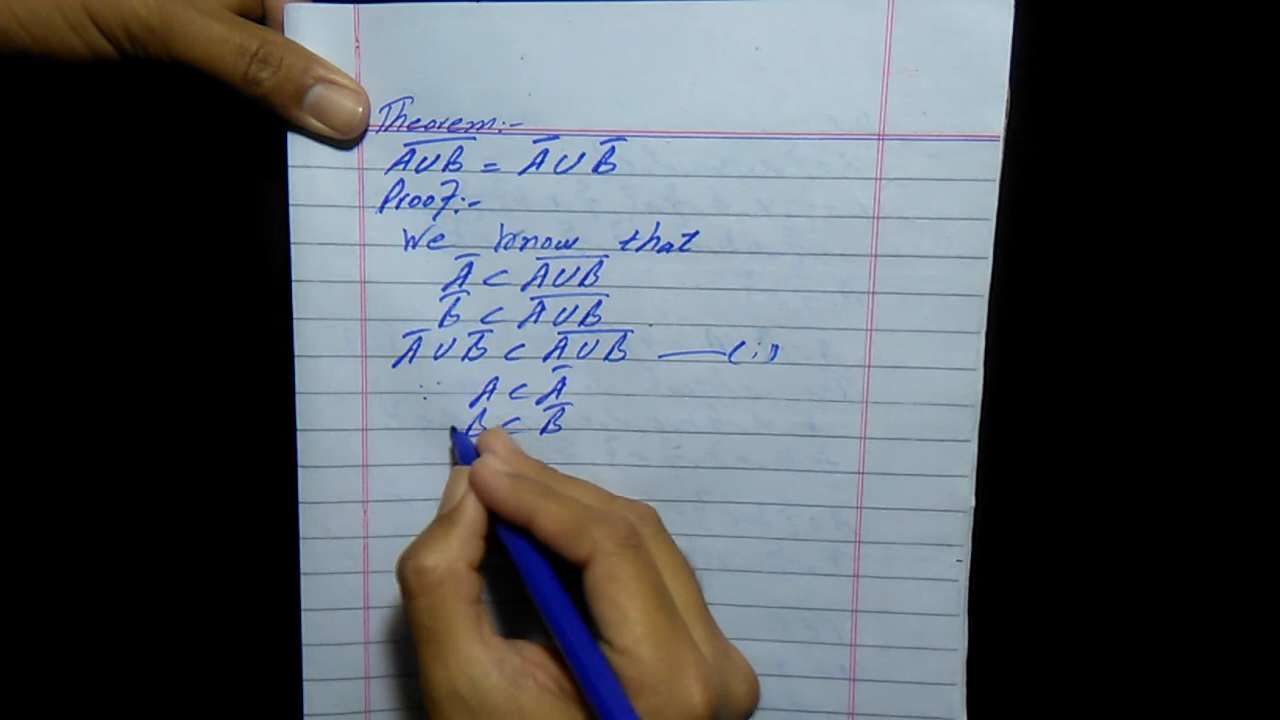 Theorem:-
A̅U̅B̅ = A̅ U B̅
Proof:-
We know that
A̅ ⊂ A̅U̅B̅
B̅ ⊂ A̅U̅B̅
A̅ U B̅ ⊂ A̅U̅B̅ —(i)
∵ A ⊂ A̅
B ⊂ B̅